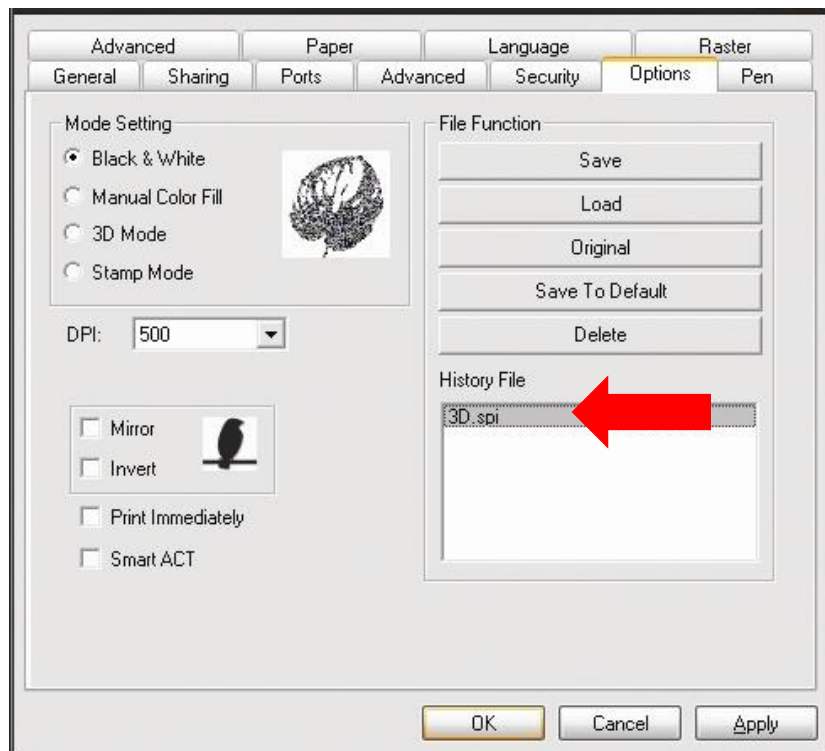 Advanced Paper Language Raster
General Sharing Ports Advanced Security Options Pen
Mode Setting
Black & White
Manual Color Fill
3D Mode
Stamp Mode
DPI: 500
Mirror
Invert
Print Immediately
Smart ACT
File Function
Save
Load
Original
Save To Default
Delete
History File
3D.spi
OK Cancel Apply